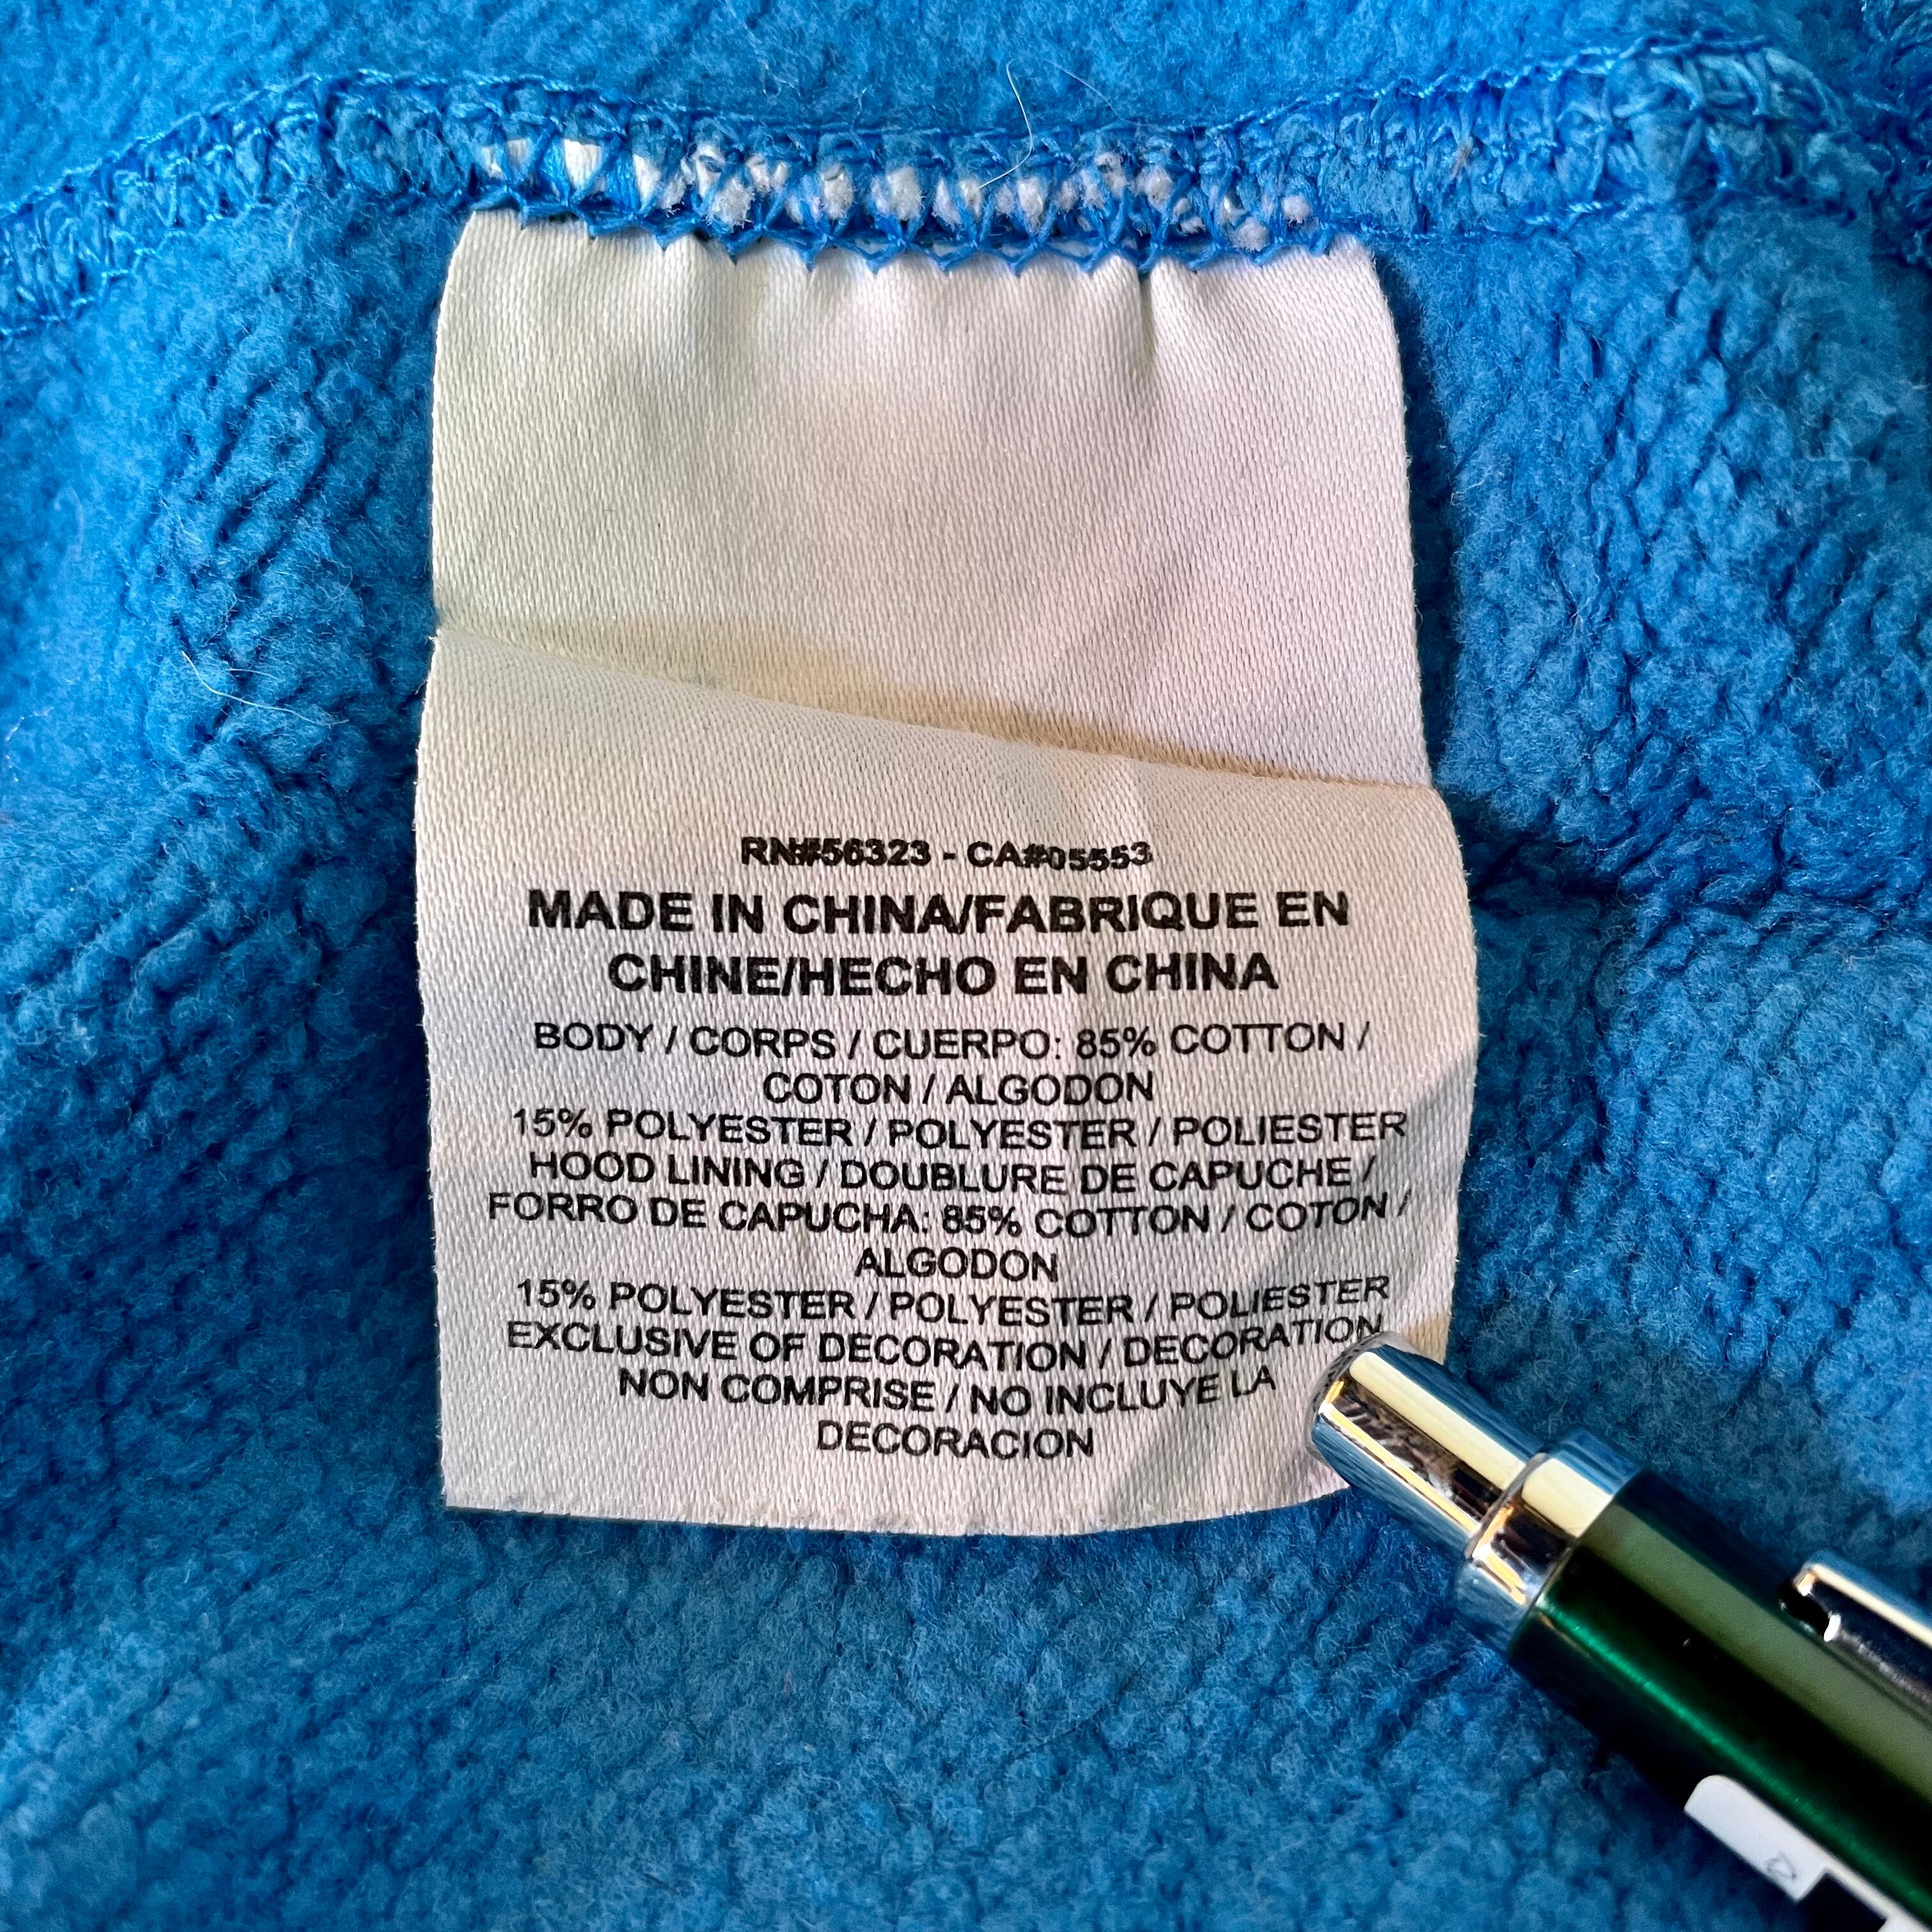 RN#56323 - CA#05553
MADE IN CHINA/FABRIQUE EN
CHINE/HECHO EN CHINA
BODY / CORPS / CUERPO: 85% COTTON /
COTON / ALGODON
15% POLYESTER / POLYESTER / POLIESTER
HOOD LINING / DOUBLURE DE CAPUCHE /
FORRO DE CAPUCHA: 85% COTTON / COTON /
ALGODON
15% POLYESTER / POLYESTER / POLIESTER
EXCLUSIVE OF DECORATION / DECORATION
NON COMPRISE / NO INCLUYE LA
DECORACION